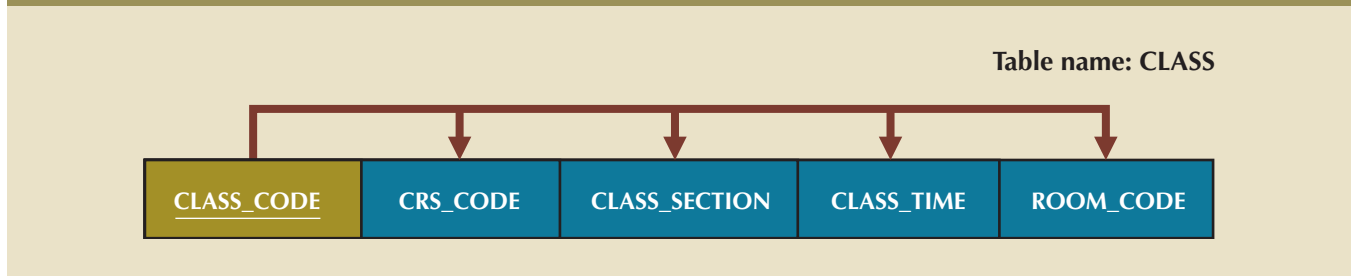 Table name: CLASS
CLASS_CODE CRS_CODE CLASS_SECTION CLASS_TIME ROOM_CODE